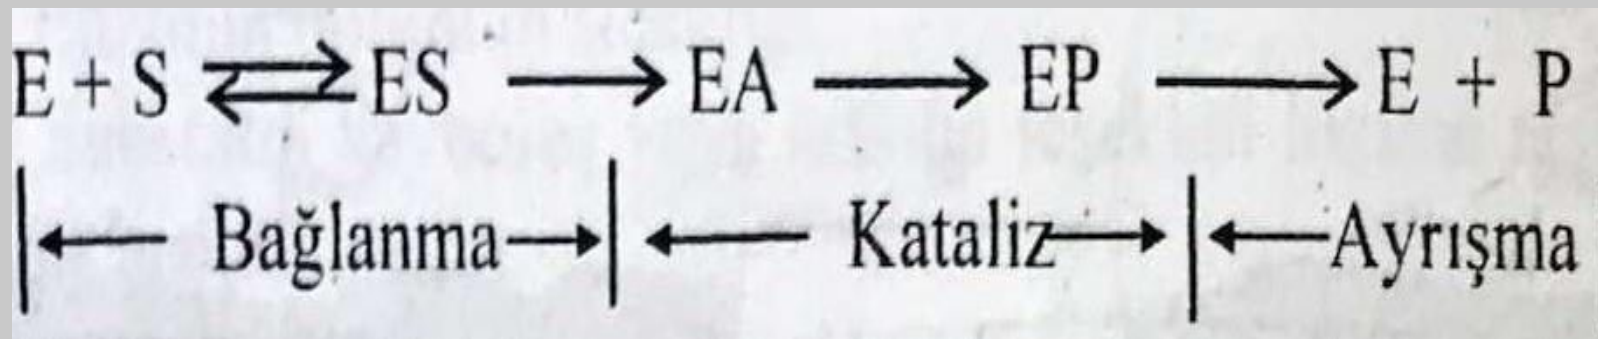 E + S ⇄ ES → EA → EP → E + P
|← Bağlanma →| ← Kataliz → |← Ayrışma